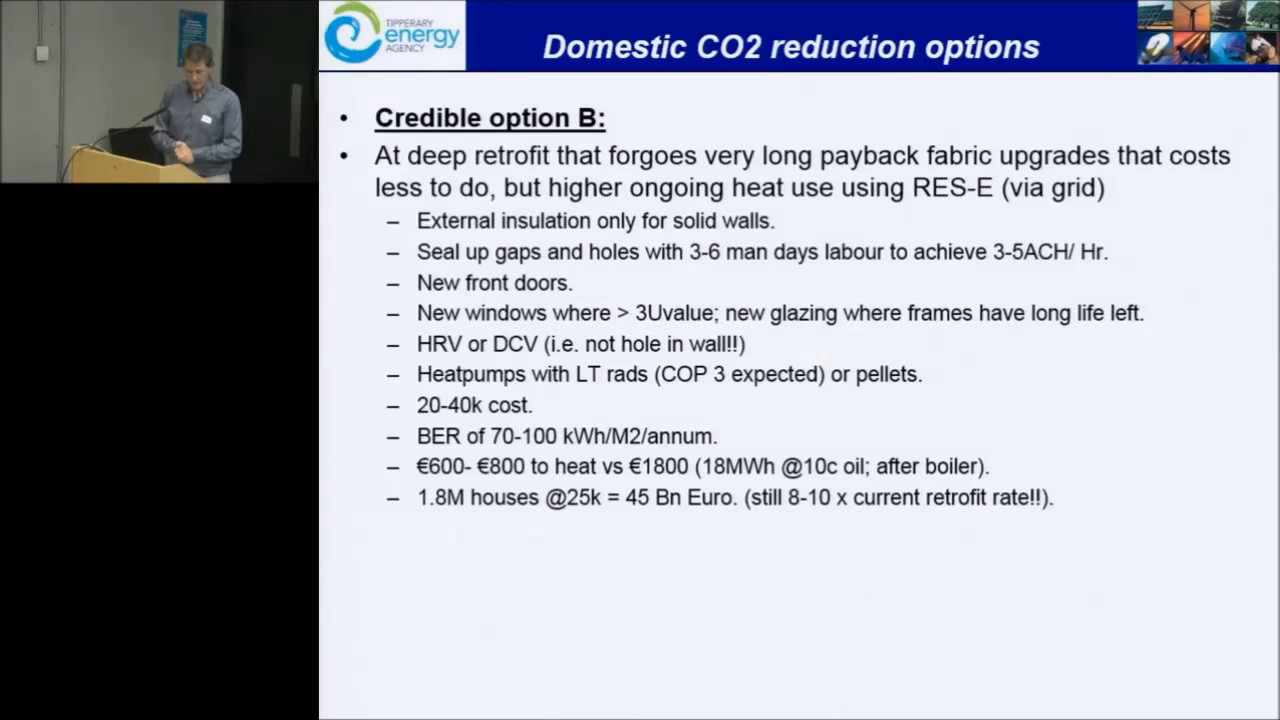 TIPPERARY
energy
AGENCY
Domestic CO2 reduction options
• Credible option B:
• At deep retrofit that forgoes very long payback fabric upgrades that costs
less to do, but higher ongoing heat use using RES-E (via grid)
– External insulation only for solid walls.
– Seal up gaps and holes with 3-6 man days labour to achieve 3-5ACH/ Hr.
– New front doors.
– New windows where > 3Uvalue; new glazing where frames have long life left.
– HRV or DCV (i.e. not hole in wall!!)
– Heatpumps with LT rads (COP 3 expected) or pellets.
– 20-40k cost.
– BER of 70-100 kWh/M2/annum.
– €600- €800 to heat vs €1800 (18MWh @10c oil; after boiler).
– 1.8M houses @25k = 45 Bn Euro. (still 8-10 x current retrofit rate!!).